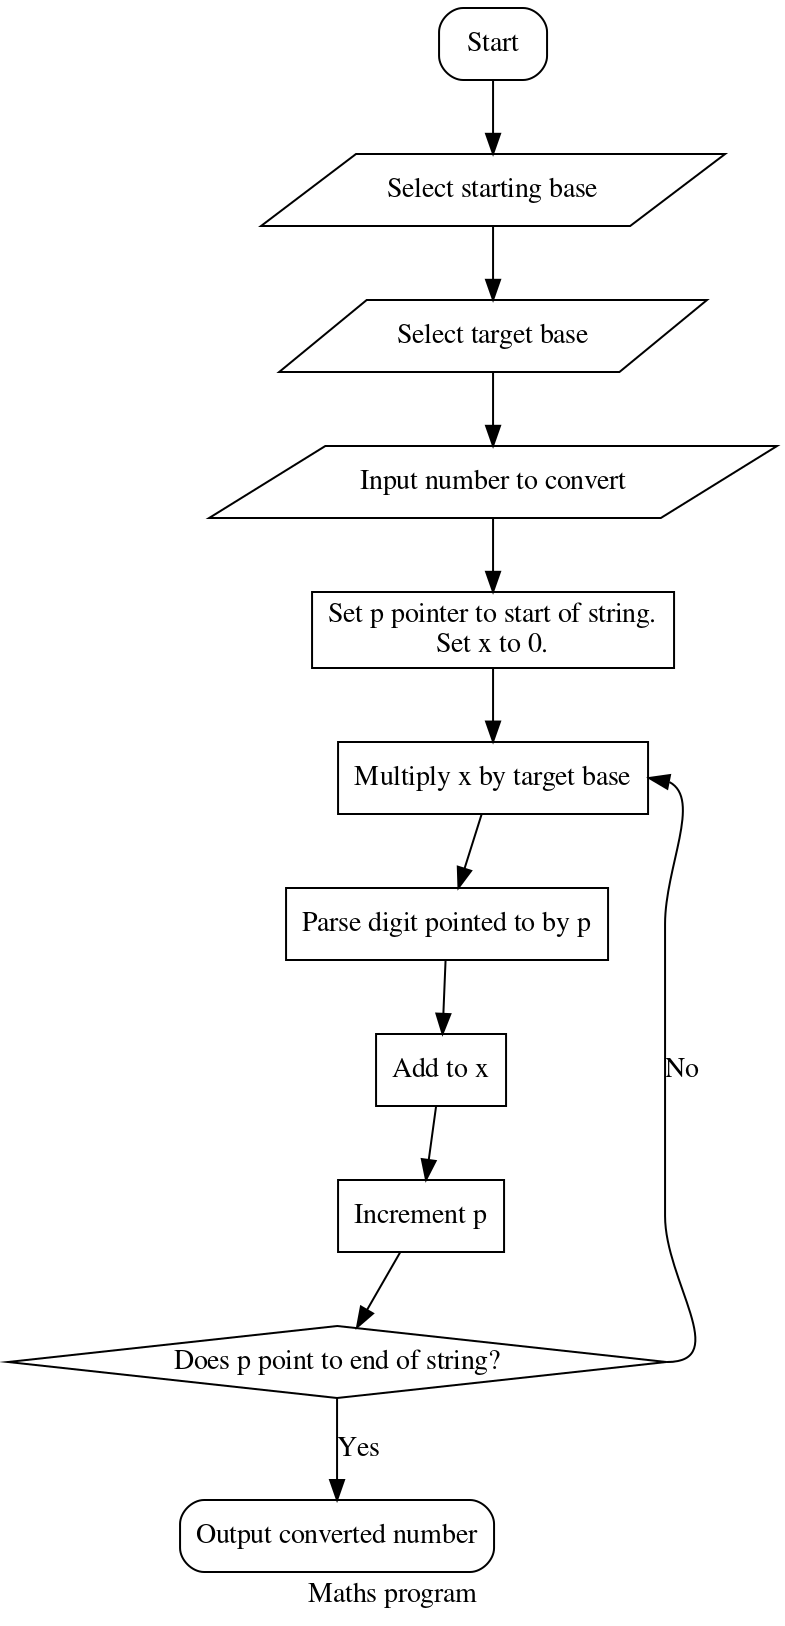 Start
Select starting base
Select target base
Input number to convert
Set p pointer to start of string.
Set x to 0.
Multiply x by target base
Parse digit pointed to by p
Add to x
No
Increment p
Does p point to end of string?
Yes
Output converted number
Maths program